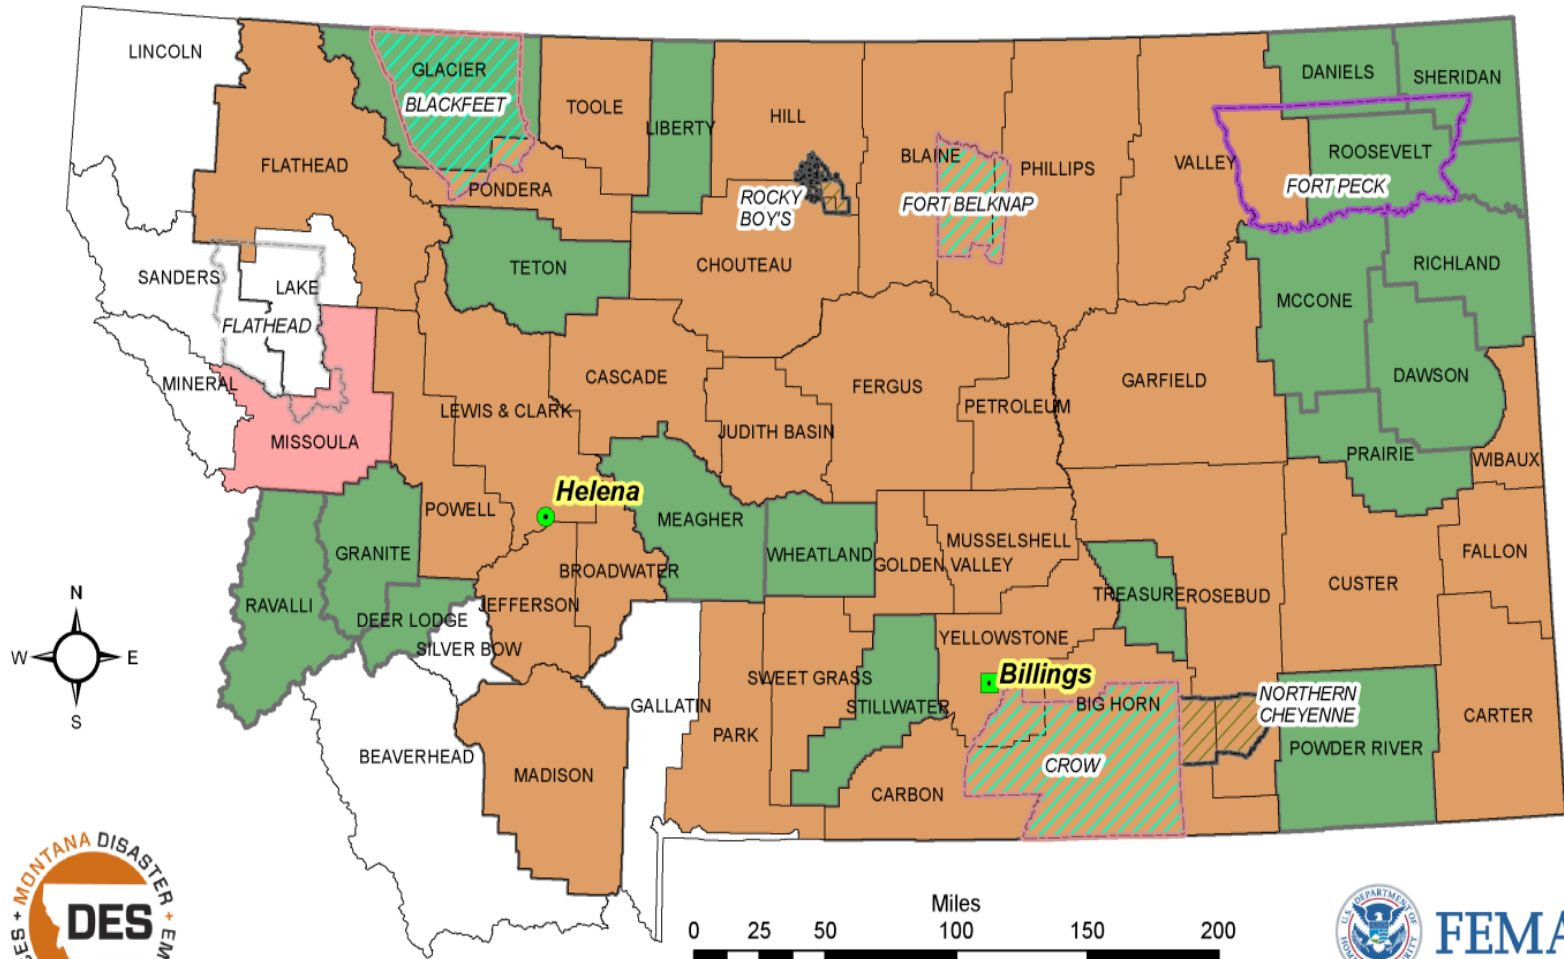 LINCOLN
GLACIER
BLACKFEET
TOOLE
LIBERTY
HILL
BLAINE
PHILLIPS
VALLEY
DANIELS
SHERIDAN
ROOSEVELT
FORT PECK
FLATHEAD
PONDERA
ROCKY
BOY'S
FORT BELKNAP
SANDERS
LAKE
FLATHEAD
TETON
CHOUTEAU
MCCONE
RICHLAND
MINERAL
MISSOULA
LEWIS & CLARK
CASCADE
JUDITH BASIN
FERGUS
PETROLEUM
GARFIELD
DAWSON
PRAIRIE
WIBAUX
Helena
POWELL
GRANITE
MEAGHER
WHEATLAND
GOLDEN VALLEY
MUSSELSHELL
FALLON
CUSTER
RAVALLI
DEER LODGE
SILVER BOW
JEFFERSON
BROADWATER
TREASURE
ROSEBUD
YELLOWSTONE
Billings
GALLATIN
SWEET GRASS
STILLWATER
BIG HORN
NORTHERN
CHEYENNE
CARTER
BEAVERHEAD
MADISON
PARK
CARBON
CROW
POWDER RIVER
N
W
E
S
MONTANA DISASTER
DES
Miles
0 25 50 100 150 200
U.S. DEPARTMENT OF
FEMA